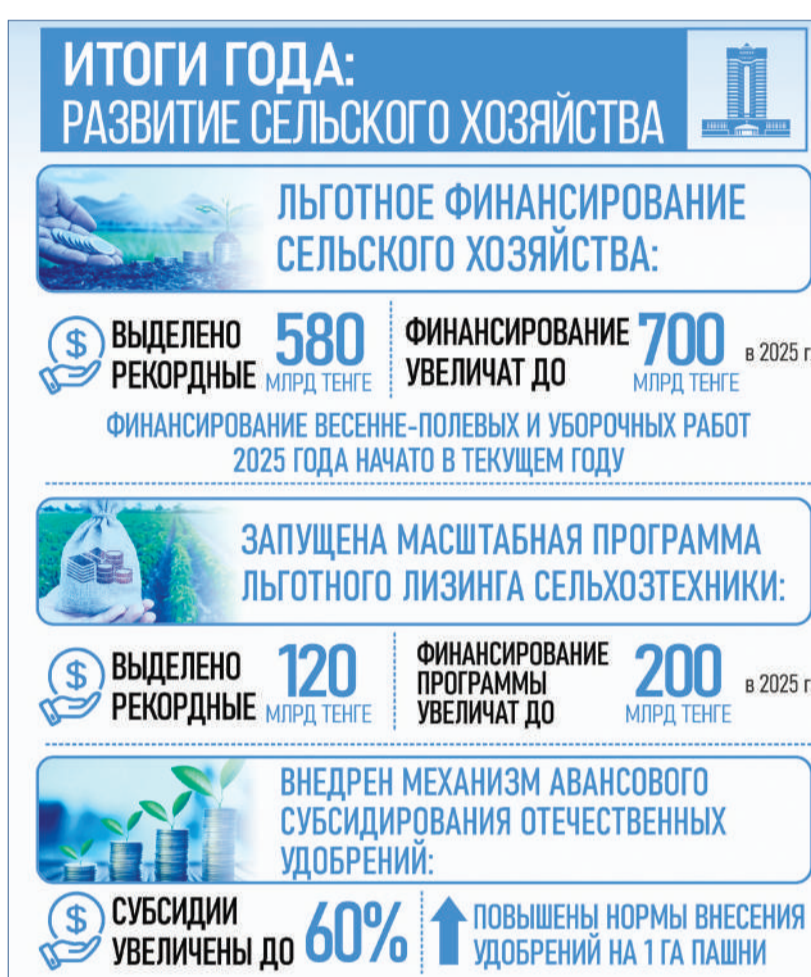 ИТОГИ ГОДА:
РАЗВИТИЕ СЕЛЬСКОГО ХОЗЯЙСТВА
ЛЬГОТНОЕ ФИНАНСИРОВАНИЕ
СЕЛЬСКОГО ХОЗЯЙСТВА:
ВЫДЕЛЕНО
РЕКОРДНЫЕ
580
МЛРД ТЕНГЕ
ФИНАНСИРОВАНИЕ
УВЕЛИЧАТ ДО
700
МЛРД ТЕНГЕ
в 2025 г
ФИНАНСИРОВАНИЕ ВЕСЕННЕ-ПОЛЕВЫХ И УБОРОЧНЫХ РАБОТ
2025 ГОДА НАЧАТО В ТЕКУЩЕМ ГОДУ
ЗАПУЩЕНА МАСШТАБНАЯ ПРОГРАММА
ЛЬГОТНОГО ЛИЗИНГА СЕЛЬХОЗТЕХНИКИ:
ВЫДЕЛЕНО
РЕКОРДНЫЕ
120
МЛРД ТЕНГЕ
ФИНАНСИРОВАНИЕ
ПРОГРАММЫ
УВЕЛИЧАТ ДО
200
МЛРД ТЕНГЕ
в 2025 г
ВНЕДРЕН МЕХАНИЗМ АВАНСОВОГО
СУБСИДИРОВАНИЯ ОТЕЧЕСТВЕННЫХ
УДОБРЕНИЙ:
СУБСИДИИ
УВЕЛИЧЕНЫ ДО
60%
ПОВЫШЕНЫ НОРМЫ ВНЕСЕНИЯ
УДОБРЕНИЙ НА 1 ГА ПАШНИ